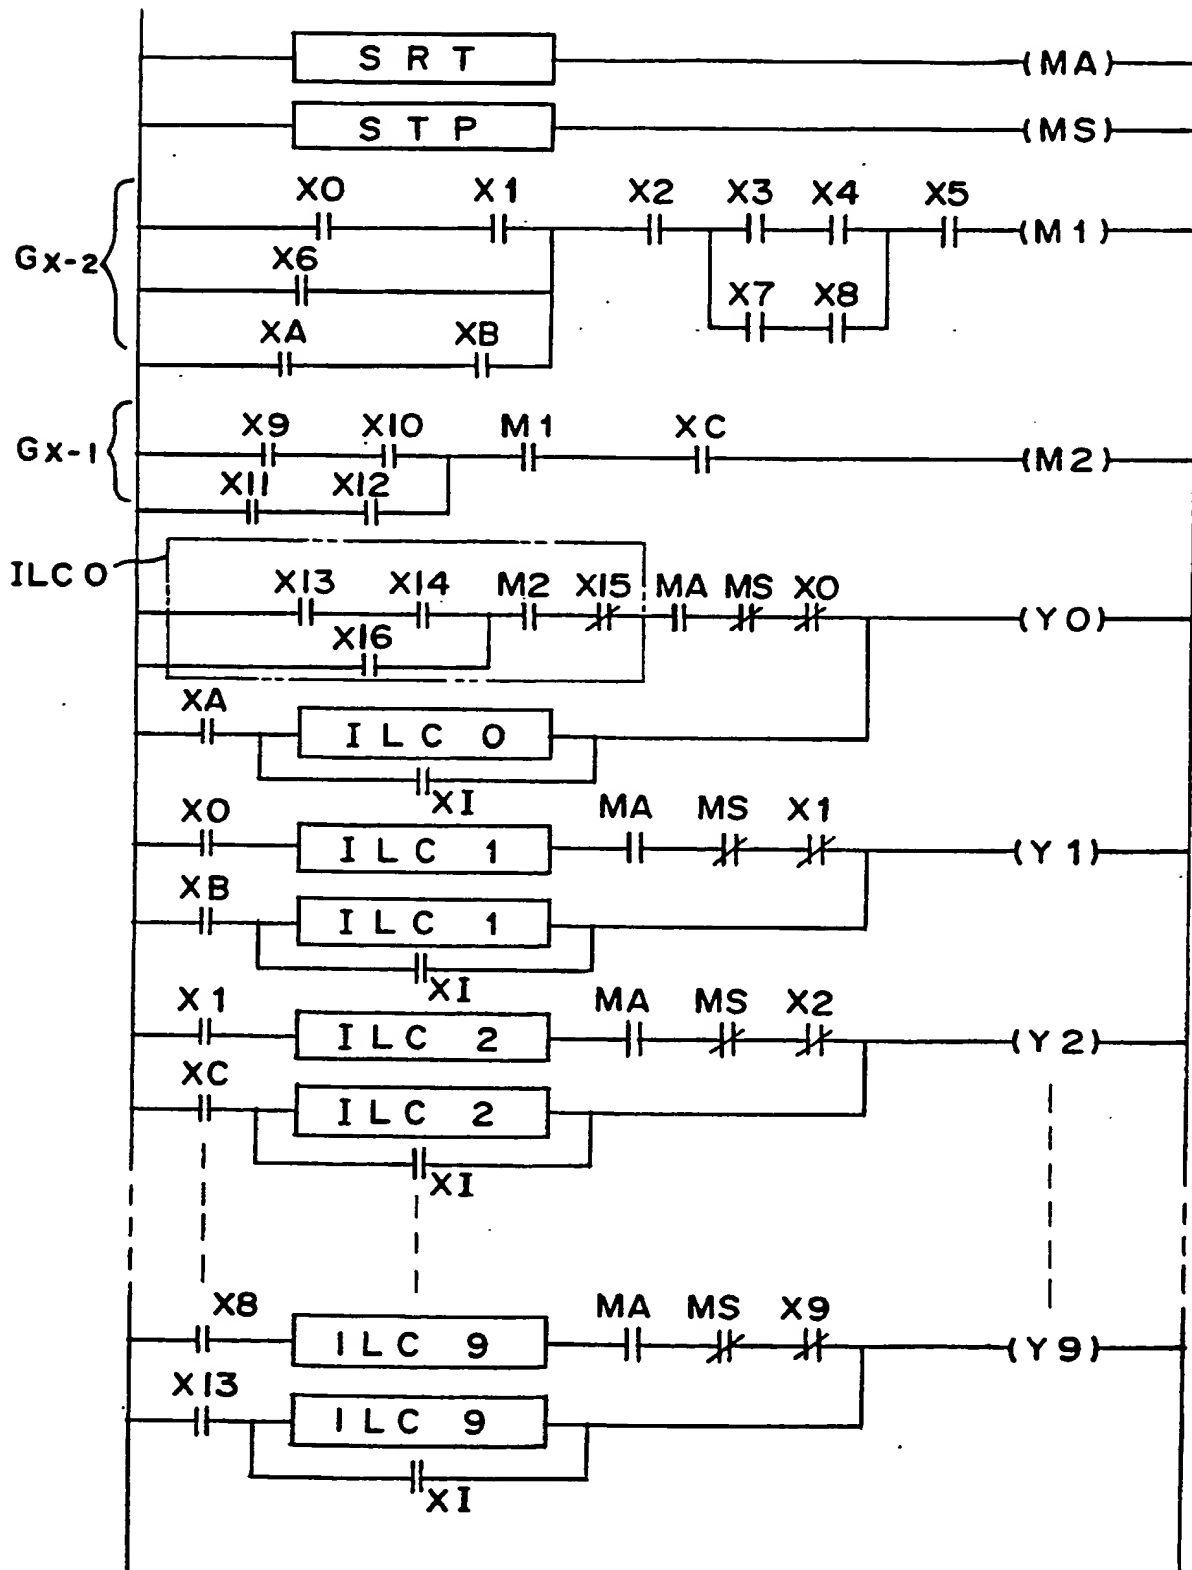 SRT (MA)
STP (MS)
X0 X1 X2 X3 X4 X5
Gx-2 (M1)
X6 X7 X8
XA XB
X9 X10 M1 XC
Gx-1 (M2)
X11 X12
ILC0
X13 X14 M2 X15 MA MS X0
(Y0)
X16
XA
ILC 0
XI
X0 MA MS X1
ILC 1 (Y1)
XB
ILC 1
XI
X1 MA MS X2
ILC 2 (Y2)
XC
ILC 2
XI
X8 MA MS X9
ILC 9 (Y9)
X13
ILC 9
XI